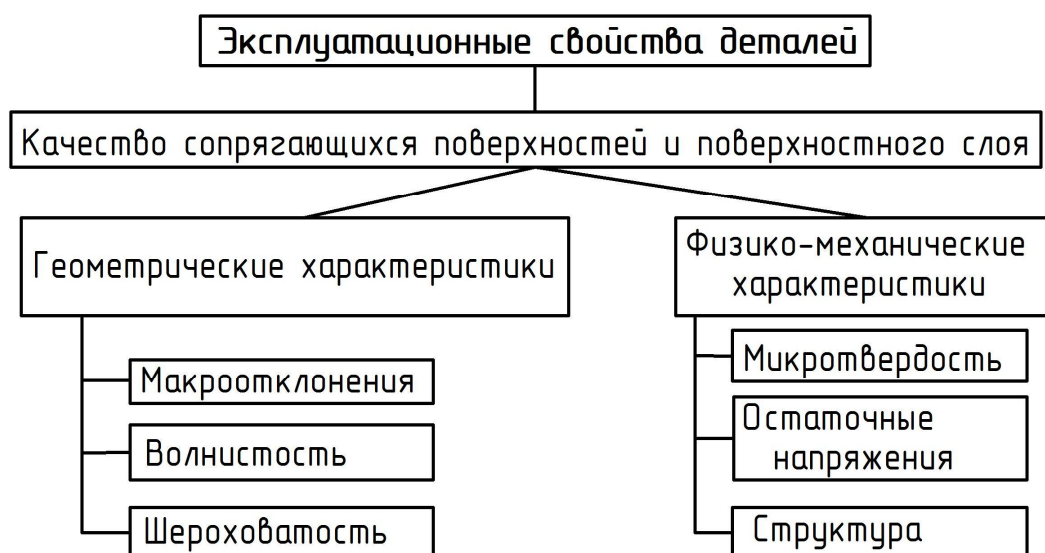 Эксплуатационные свойства деталей
Качество сопрягающихся поверхностей и поверхностного слоя
Геометрические характеристики
Макроотклонения
Волнистость
Шероховатость
Физико-механические
характеристики
Микротвердость
Остаточные
напряжения
Структура